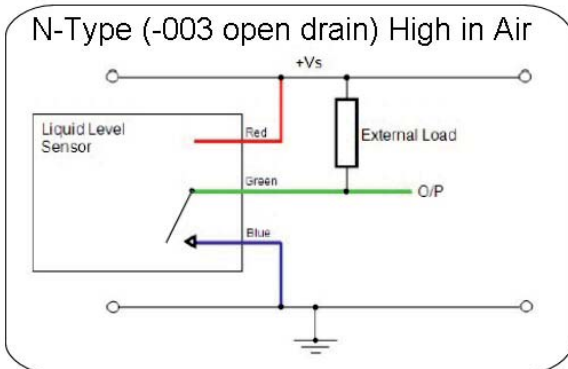 N-Type (-003 open drain) High in Air
+Vs
Liquid Level
Sensor
Red
External Load
Green
O/P
Blue